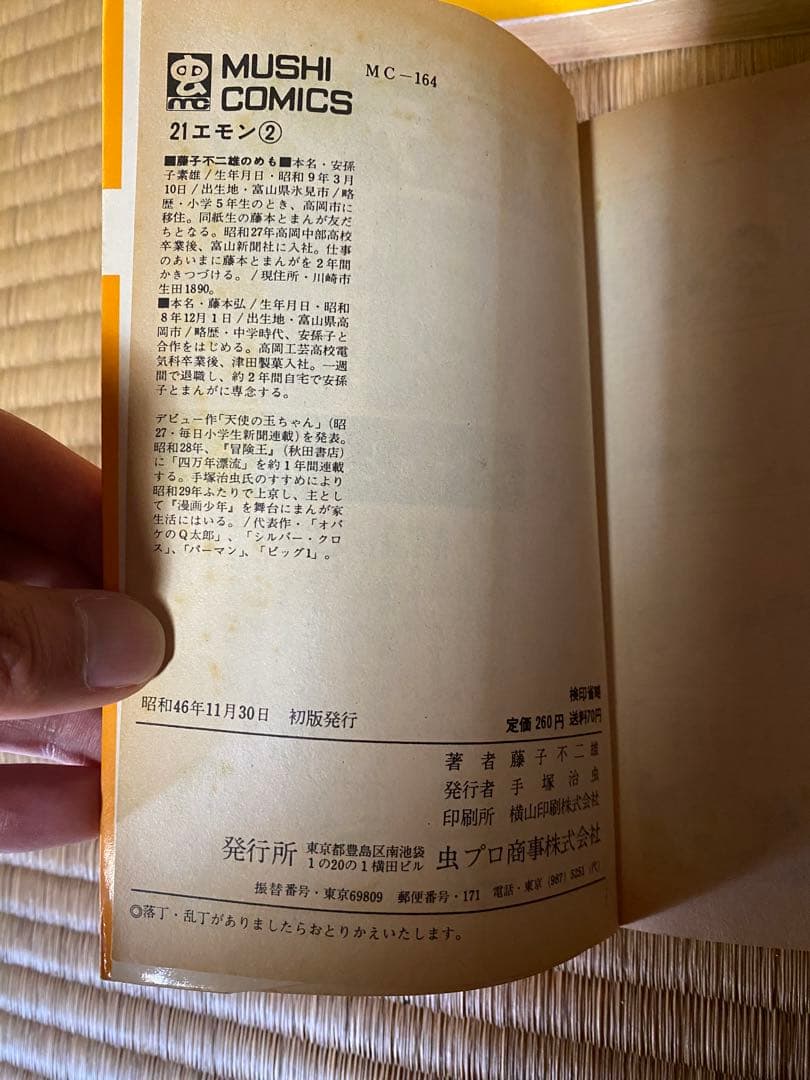 虫
mc
MUSHI
COMICS
MC-164
21エモン②
■藤子不二雄のめも■本名・安孫
子素雄/生年月日・昭和9年3月
10日/出生地・富山県氷見市/略
歴・小学5年生のとき、高岡市に
移住。同紙生の藤本とまんが友だ
ちとなる。昭和27年高岡中部高校
卒業後、富山新聞社に入社。仕事
のあいまに藤本とまんがを2年間
かきつづける。/現住所・川崎市
生田1890。
■本名・藤本弘/生年月日・昭和
8年12月1日/出生地・富山県高
岡市/略歴・中学時代、安孫子と
合作をはじめる。高岡工芸高校電
気科卒業後、津田製菓入社。一週
間で退職し、約2年間自宅で安孫
子とまんがに専念する。
デビュー作「天使の玉ちゃん」(昭
27・毎日小学生新聞連載)を発表。
昭和28年、『冒険王』(秋田書店)
に「四万年漂流」を約1年間連載
する。手塚治虫氏のすすめにより
昭和29年ふたりで上京し、主とし
て『漫画少年』を舞台にまんが家
生活にはいる。/代表作・「オバ
ケのQ太郎」、「シルバー・クロ
ス」、「パーマン」、「ビッグ1」。
昭和46年11月30日 初版発行
検印省略
定価260円 送料70円
著者 藤子不二雄
発行者 手塚治虫
印刷所 横山印刷株式会社
発行所 東京都豊島区南池袋
1の20の1横田ビル 虫プロ商事株式会社
振替番号・東京69809 郵便番号・171 電話・東京(987)5251(代)
◎落丁・乱丁がありましたらおとりかえいたします。